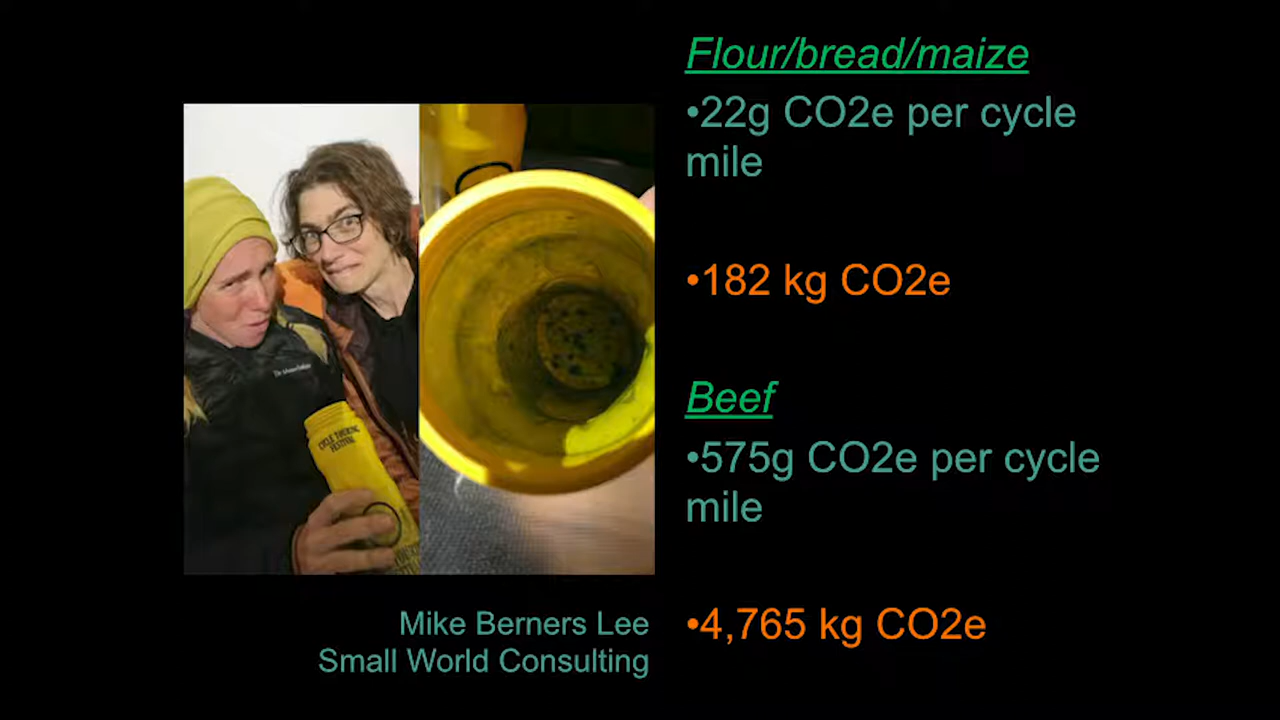 Flour/bread/maize
•22g CO2e per cycle
mile
•182 kg CO2e
Beef
•575g CO2e per cycle
mile
•4,765 kg CO2e
CYCLE TOURING
FESTIVAL
Mike Berners Lee
Small World Consulting